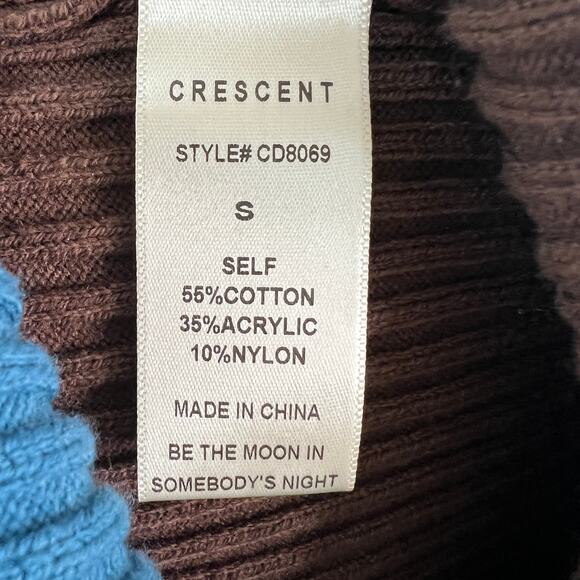 CRESCENT
STYLE# CD8069
S
SELF
55%COTTON
35%ACRYLIC
10%NYLON
MADE IN CHINA
BE THE MOON IN
SOMEBODY'S NIGHT